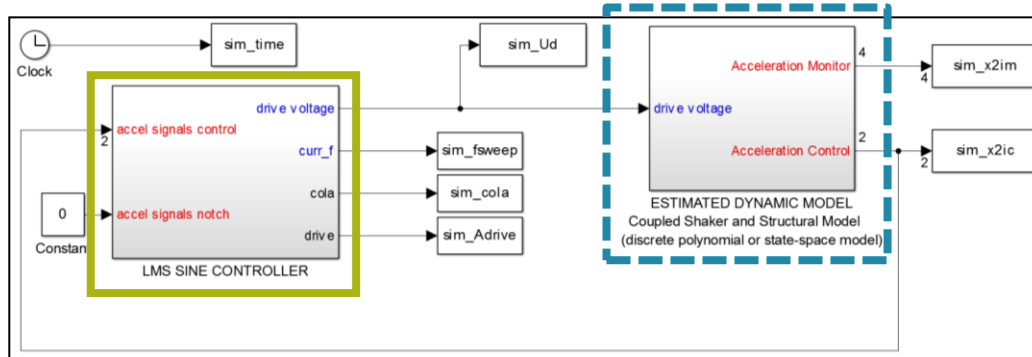 sim_time
Clock
sim_Ud
4
Acceleration Monitor
sim_x2im
4
drive voltage
accel signals control
2
drive voltage
curr_f
sim_fsweep
2
Acceleration Control
sim_x2ic
2
cola
sim_cola
0
accel signals notch
Constan
drive
sim_Adrive
ESTIMATED DYNAMIC MODEL
Coupled Shaker and Structural Model
(discrete polynomial or state-space model)
LMS SINE CONTROLLER